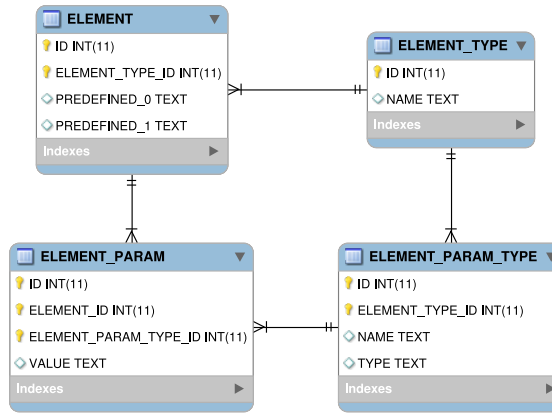 ELEMENT
ID INT(11)
ELEMENT_TYPE_ID INT(11)
PREDEFINED_0 TEXT
PREDEFINED_1 TEXT
Indexes
ELEMENT_TYPE
ID INT(11)
NAME TEXT
Indexes
ELEMENT_PARAM
ID INT(11)
ELEMENT_ID INT(11)
ELEMENT_PARAM_TYPE_ID INT(11)
VALUE TEXT
Indexes
ELEMENT_PARAM_TYPE
ID INT(11)
ELEMENT_TYPE_ID INT(11)
NAME TEXT
TYPE TEXT
Indexes